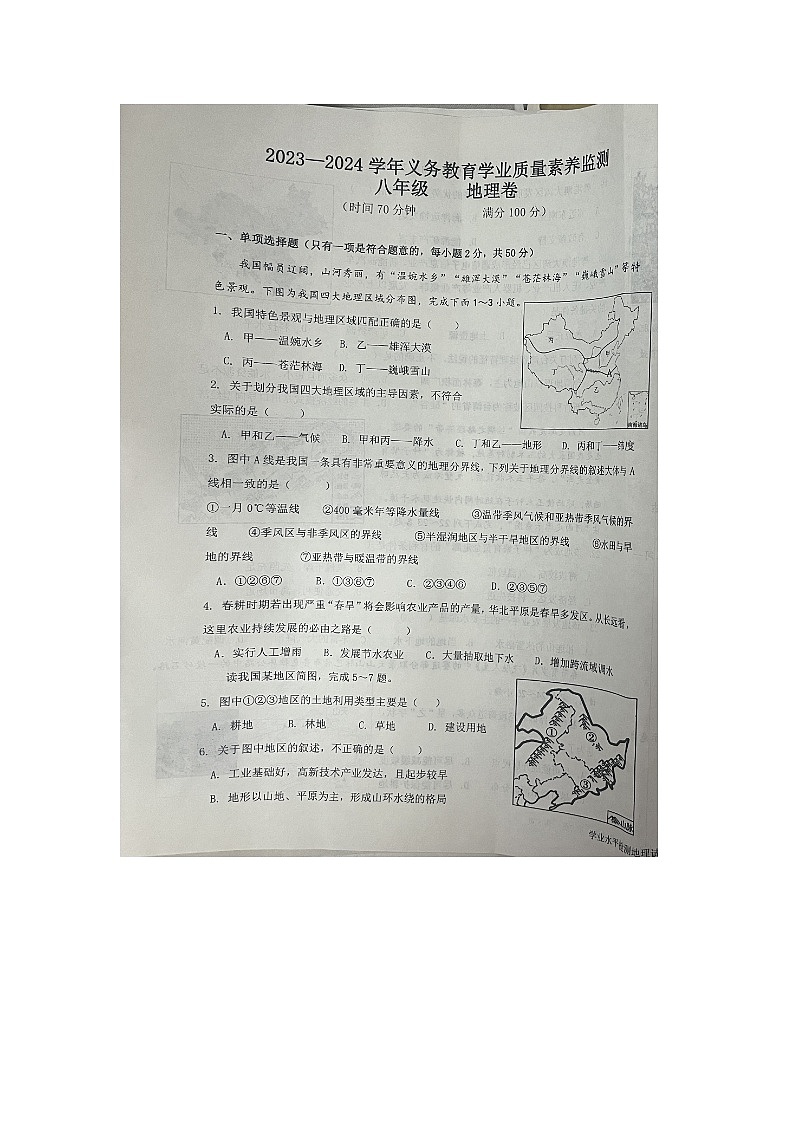 2023—2024学年义务教育学业质量素养监测
八年级 地理卷
（时间70分钟 满分100分）
一、单项选择题（只有一项是符合题意的，每小题2分，共50分）
我国幅员辽阔，山河秀丽，有“温婉水乡”“雄浑大漠”“苍茫林海”“巍峨雪山”等特
色景观。下图为我国四大地理区域分布图，完成下面1～3小题。
1. 我国特色景观与地理区域匹配正确的是（ ）
A. 甲——温婉水乡 B. 乙——雄浑大漠
C. 丙——苍茫林海 D. 丁——巍峨雪山
丙
甲
丁
A
乙
南海诸岛
2. 关于划分我国四大地理区域的主导因素，不符合
实际的是（ ）
A. 甲和乙——气候 B. 甲和丙——降水 C. 丁和乙——地形 D. 丙和丁——纬度
3. 图中A线是我国一条具有非常重要意义的地理分界线，下列关于地理分界线的叙述大体与A
线相一致的是（ ）
①一月0℃等温线 ②400毫米年等降水量线 ③温带季风气候和亚热带季风气候的界
线 ④季风区与非季风区的界线 ⑤半湿润地区与半干旱地区的界线 ⑥水田与旱
地的界线 ⑦亚热带与暖温带的界线
A. ①②⑥⑦ B. ①③⑥⑦ C. ②③④⑥ D. ②③⑤⑦
4. 春耕时期若出现严重“春旱”将会影响农业产品的产量，华北平原是春旱多发区。从长远看，
这里农业持续发展的必由之路是（ ）
A. 实行人工增雨 B. 发展节水农业 C. 大量抽取地下水 D. 增加跨流域调水
读我国某地区简图，完成5～7题。
5. 图中①②③地区的土地利用类型主要是（ ）
A. 耕地 B. 林地 C. 草地 D. 建设用地
6. 关于图中地区的叙述，不正确的是（ ）
A. 工业基础好，高新技术产业发达，且起步较早
B. 地形以山地、平原为主，形成山环水绕的格局
①
②
③
山脉
学业水平检测地理试